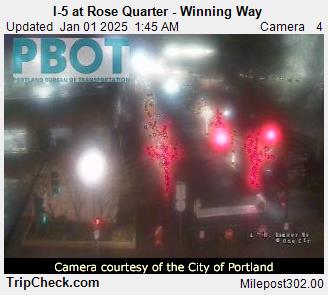 I-5 at Rose Quarter - Winning Way
Updated Jan 01 2025 1:45 AM Camera 4
PBOT
PORTLAND BUREAU OF TRANSPORTATION
Camera courtesy of the City of Portland
TripCheck.com Milepost302.00